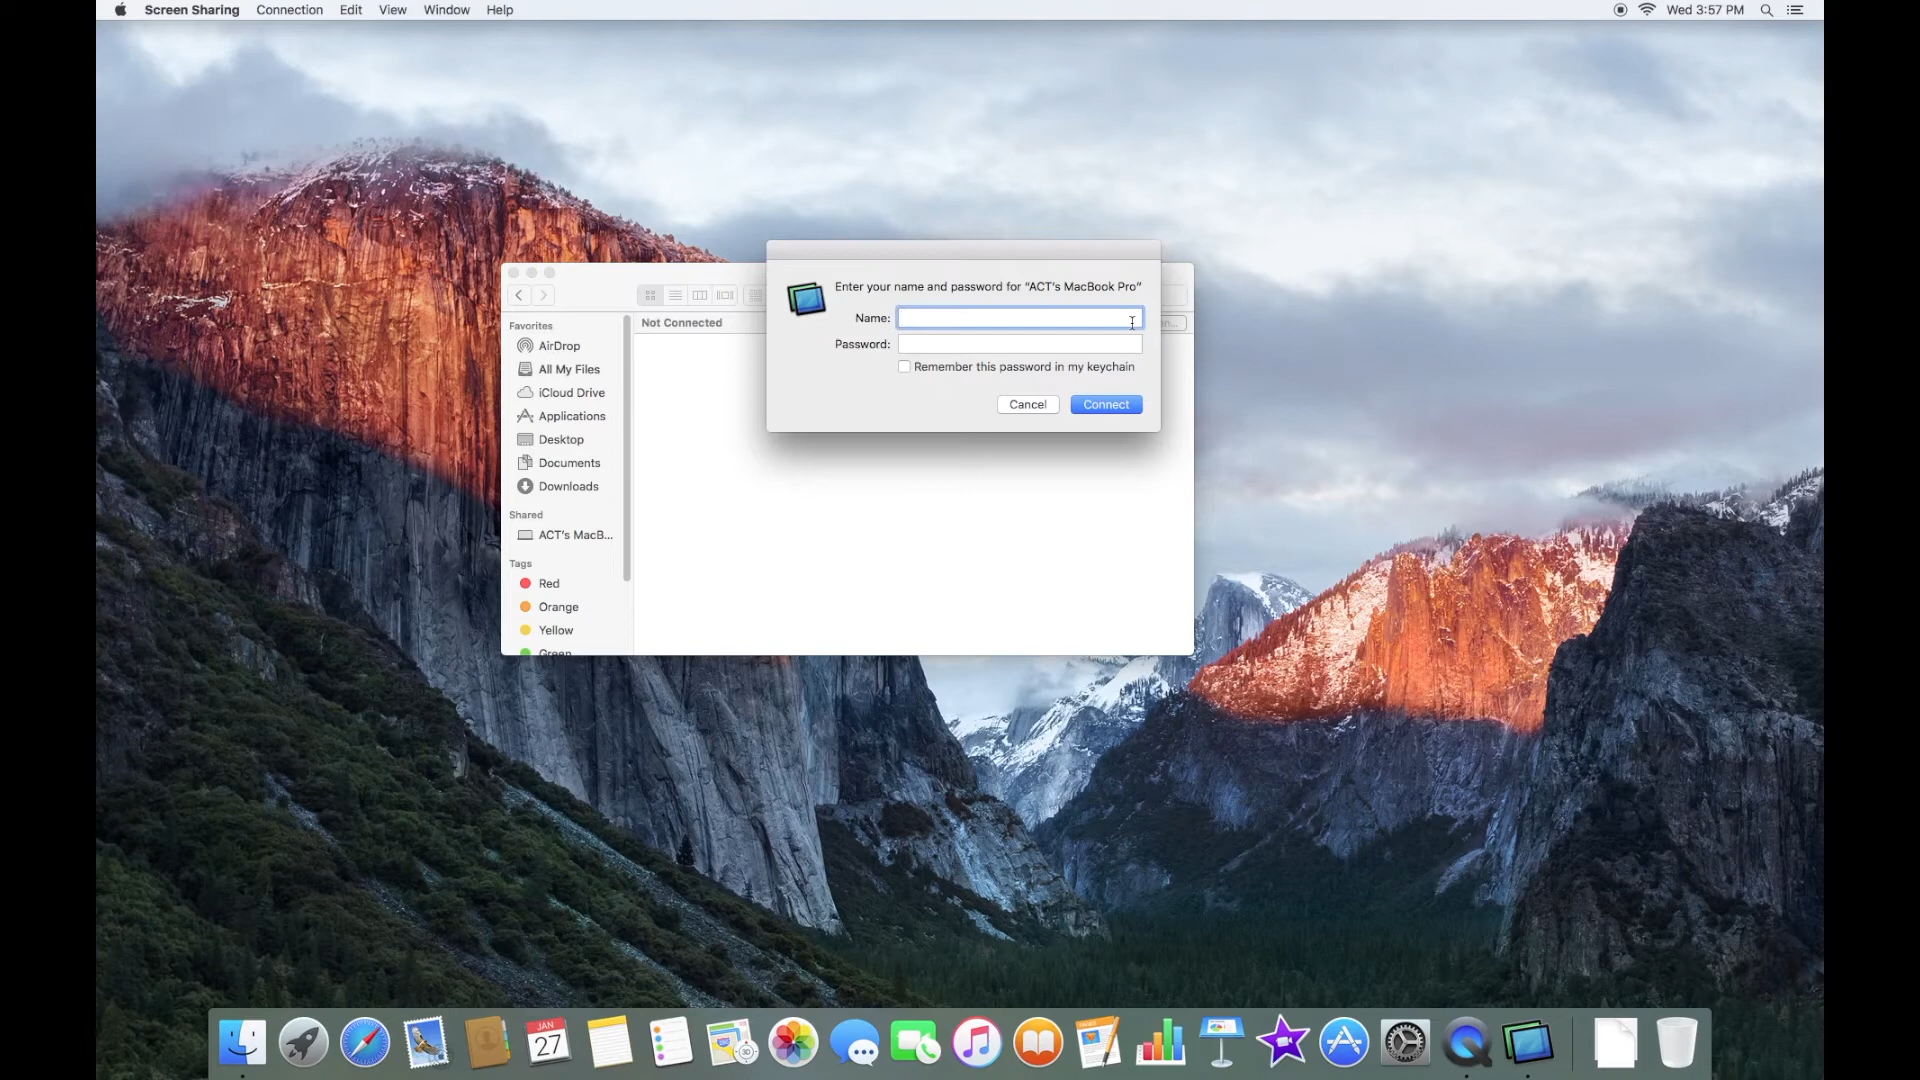 Screen Sharing Connection Edit View Window Help
Wed 3:57 PM
Enter your name and password for “ACT’s MacBook Pro”
Name:
Password:
Remember this password in my keychain
Cancel
Connect
Not Connected
Favorites
AirDrop
All My Files
iCloud Drive
Applications
Desktop
Documents
Downloads
Shared
ACT’s MacB...
Tags
Red
Orange
Yellow
Green
JAN
27